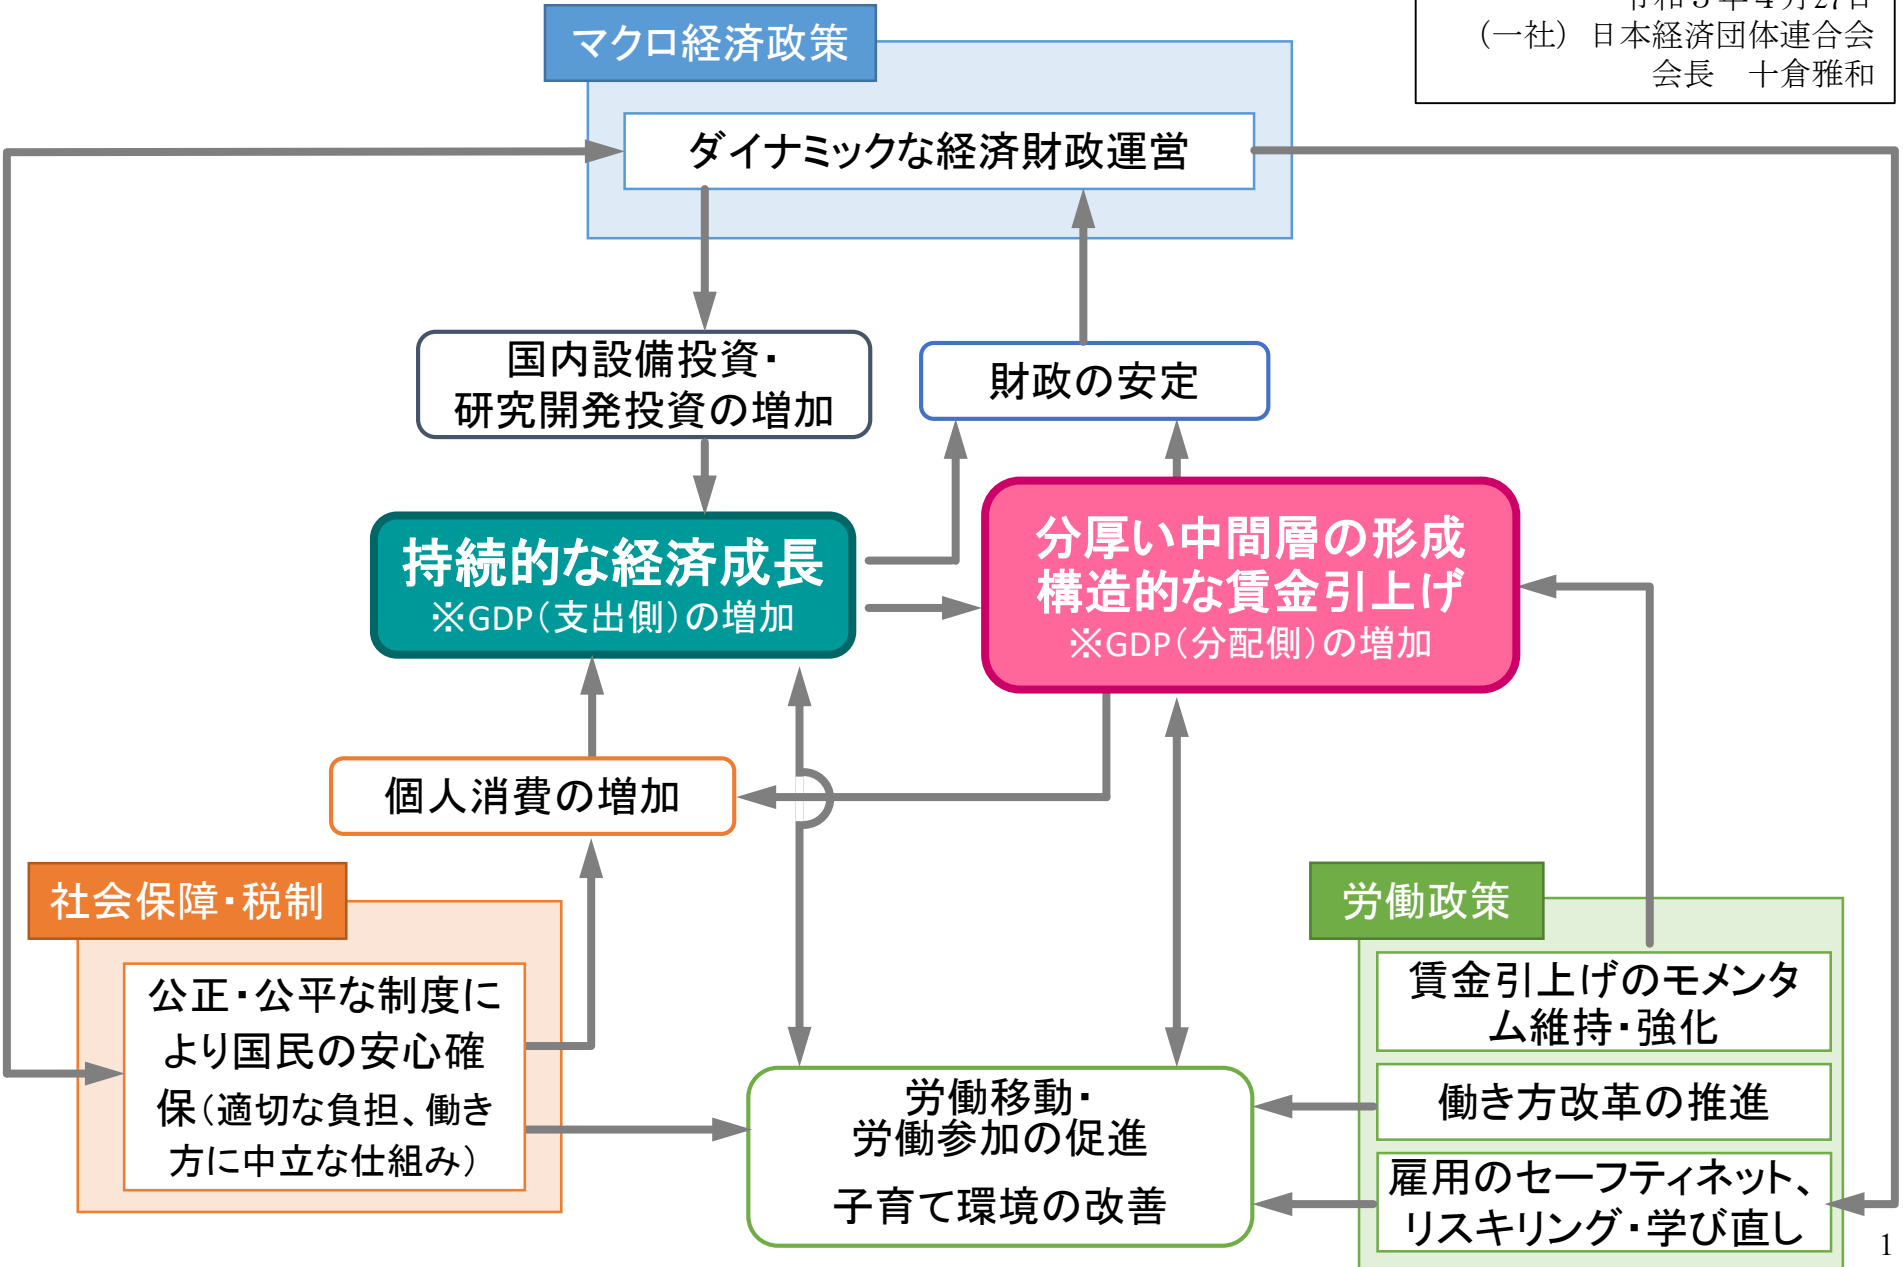 マクロ経済政策
令和5年4月27日
（一社）日本経済団体連合会
会長　十倉雅和
ダイナミックな経済財政運営
国内設備投資・
研究開発投資の増加
財政の安定
持続的な経済成長
※GDP（支出側）の増加
分厚い中間層の形成
構造的な賃金引上げ
※GDP（分配側）の増加
個人消費の増加
社会保障・税制
公正・公平な制度に
より国民の安心確
保（適切な負担、働き
方に中立な仕組み）
労働移動・
労働参加の促進
子育て環境の改善
労働政策
賃金引上げのモメンタ
ム維持・強化
働き方改革の推進
雇用のセーフティネット、
リスキリング・学び直し
1